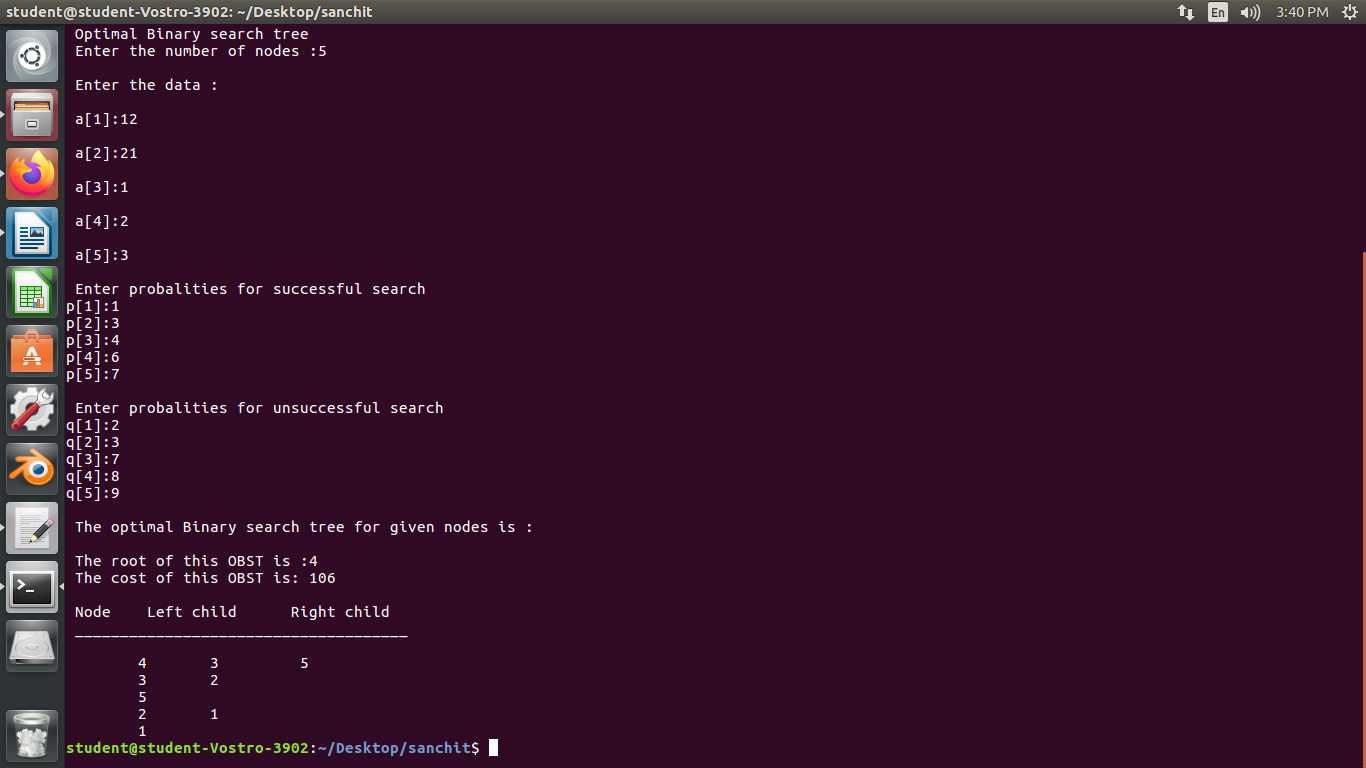 student@student-Vostro-3902: ~/Desktop/sanchit
En
3:40 PM
Optimal Binary search tree
Enter the number of nodes :5
Enter the data :
a[1]:12
a[2]:21
a[3]:1
a[4]:2
a[5]:3
Enter probalities for successful search
p[1]:1
p[2]:3
p[3]:4
p[4]:6
p[5]:7
Enter probalities for unsuccessful search
q[1]:2
q[2]:3
q[3]:7
q[4]:8
q[5]:9
The optimal Binary search tree for given nodes is :
The root of this OBST is :4
The cost of this OBST is: 106
Node Left child Right child
_____________________________________
4 3 5
3 2
5
2 1
1
student@student-Vostro-3902:~/Desktop/sanchit$